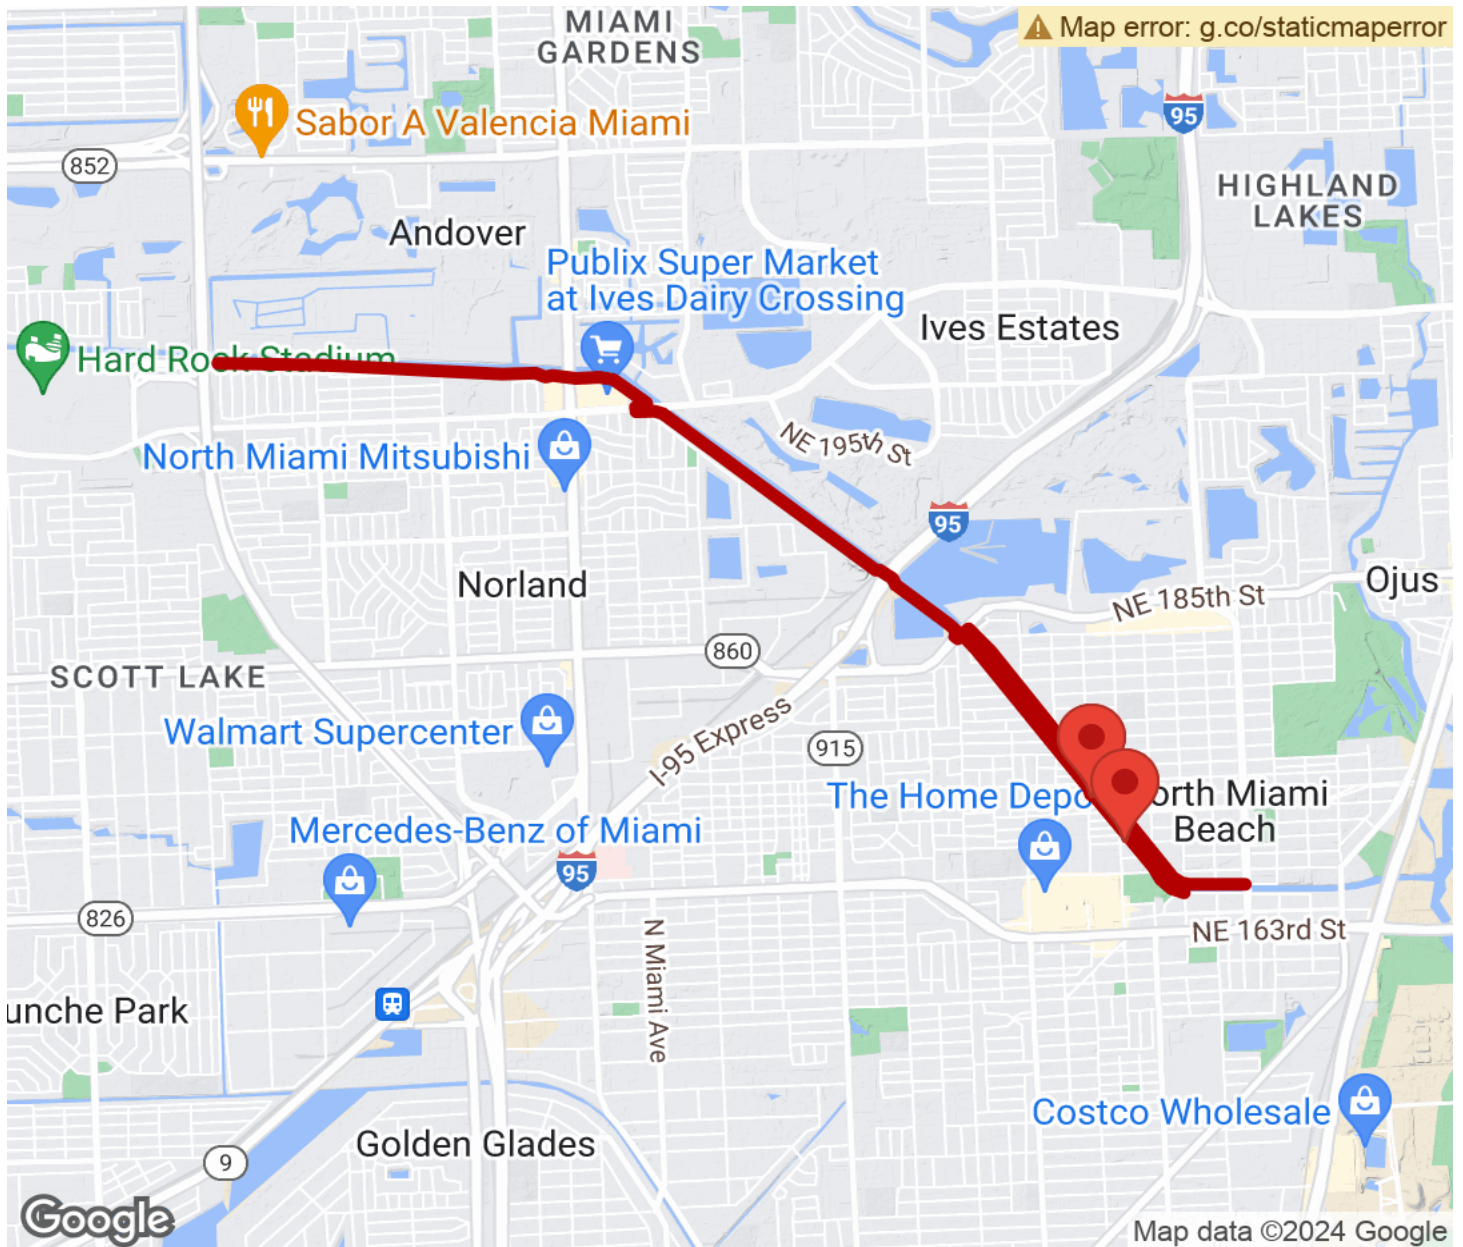 MIAMI
GARDENS
Map error: g.co/staticmaperror
Sabor A Valencia Miami
95
852
HIGHLAND
LAKES
Andover
Publix Super Market
at Ives Dairy Crossing
Ives Estates
Hard Rock Stadium
NE 195th St
North Miami Mitsubishi
95
Norland
Ojus
NE 185th St
860
SCOTT LAKE
Walmart Supercenter
I-95 Express
915
The Home Depo
orth Miami
Beach
Mercedes-Benz of Miami
95
826
NE 163rd St
N Miami Ave
unche Park
Costco Wholesale
Golden Glades
9
Google
Map data ©2024 Google